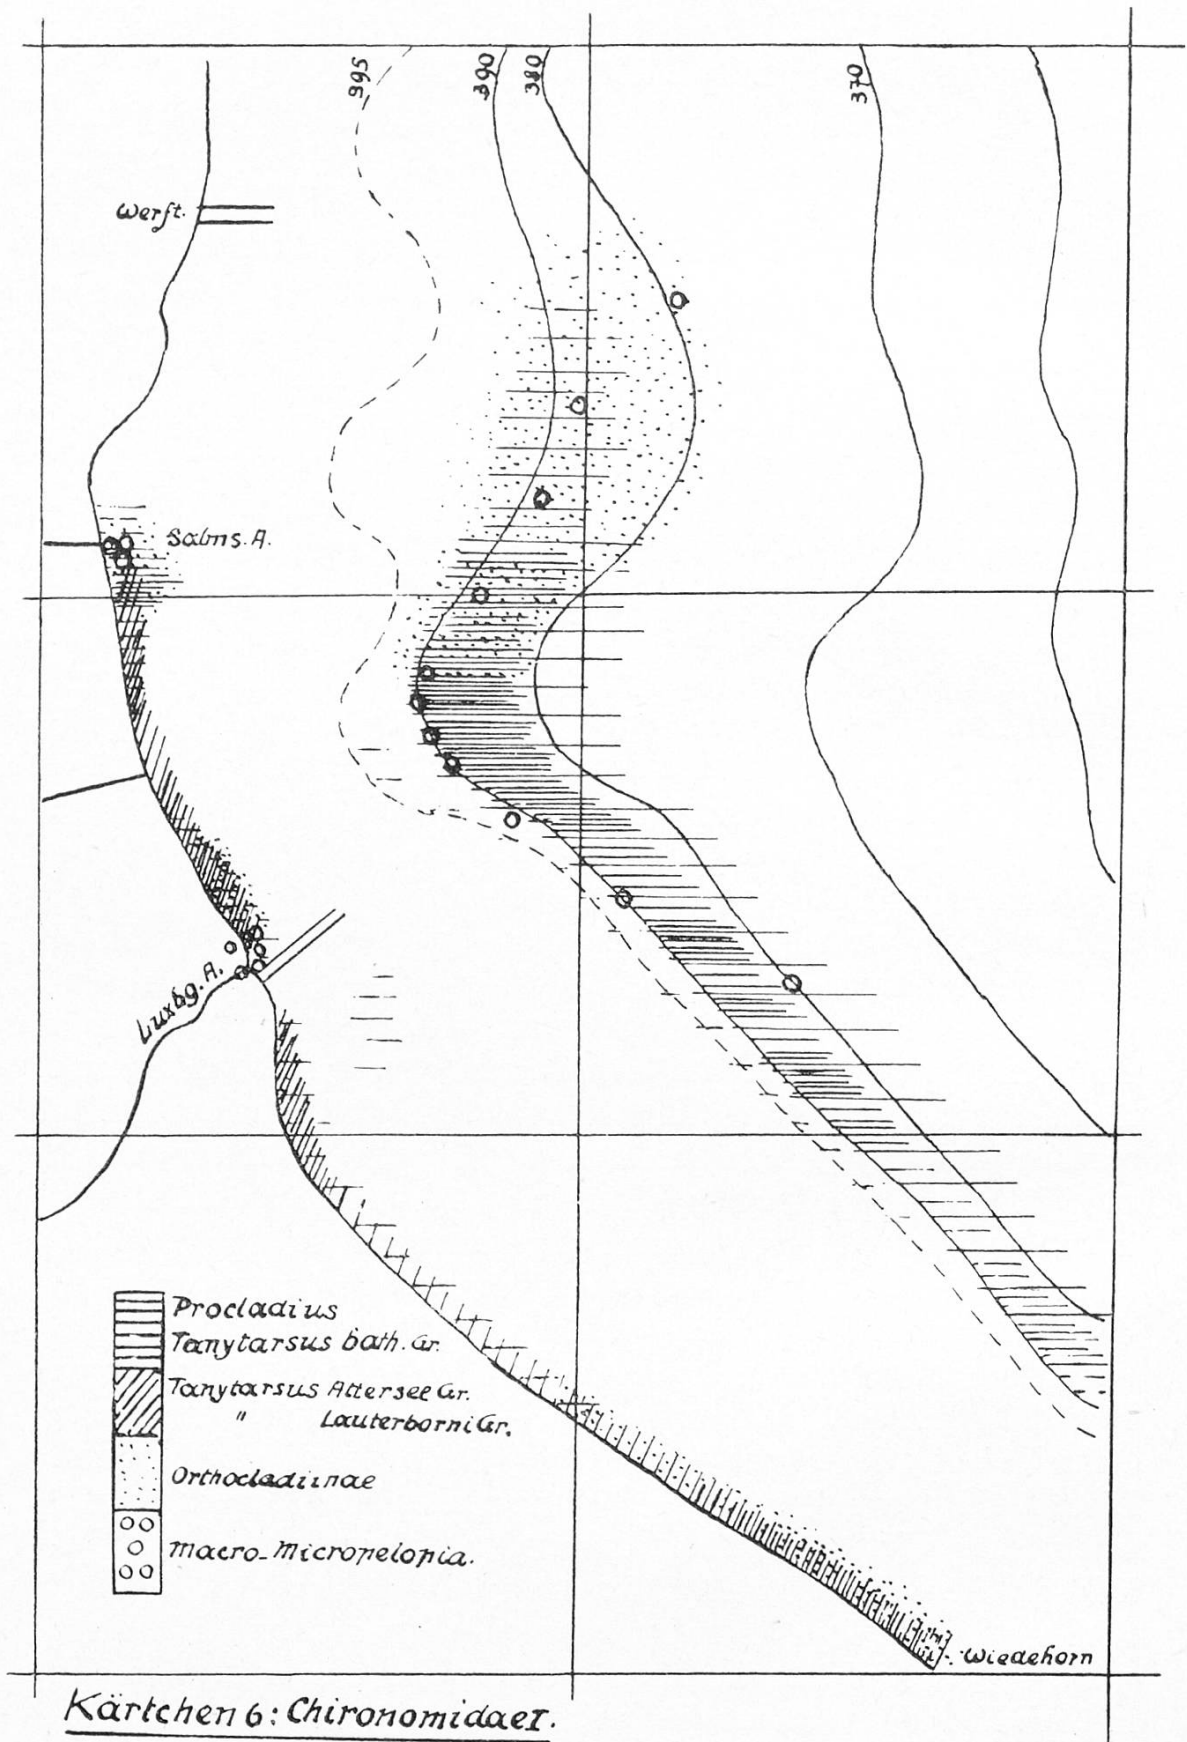 395
390
380
370
Werft.
Salms. A.
Luxbg. A.
Procladius
Tanytarsus bath. Gr.
Tanytarsus Attersee Gr.
" Lauterborni Gr.
Orthocladiinae
Macro-Micropelopia.
Wiedehorn
Kärtchen 6: Chironomidae I.